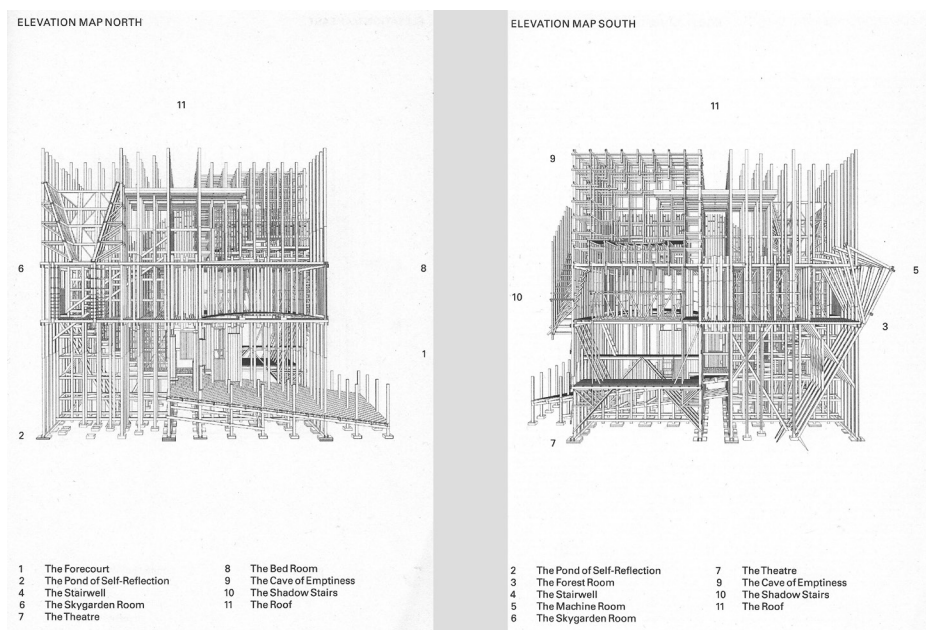 ELEVATION MAP NORTH
11
6
8
1
2
1 The Forecourt
2 The Pond of Self-Reflection
4 The Stairwell
6 The Skygarden Room
7 The Theatre
8 The Bed Room
9 The Cave of Emptiness
10 The Shadow Stairs
11 The Roof
ELEVATION MAP SOUTH
11
9
5
10
3
7
2 The Pond of Self-Reflection
3 The Forest Room
4 The Stairwell
5 The Machine Room
6 The Skygarden Room
7 The Theatre
9 The Cave of Emptiness
10 The Shadow Stairs
11 The Roof